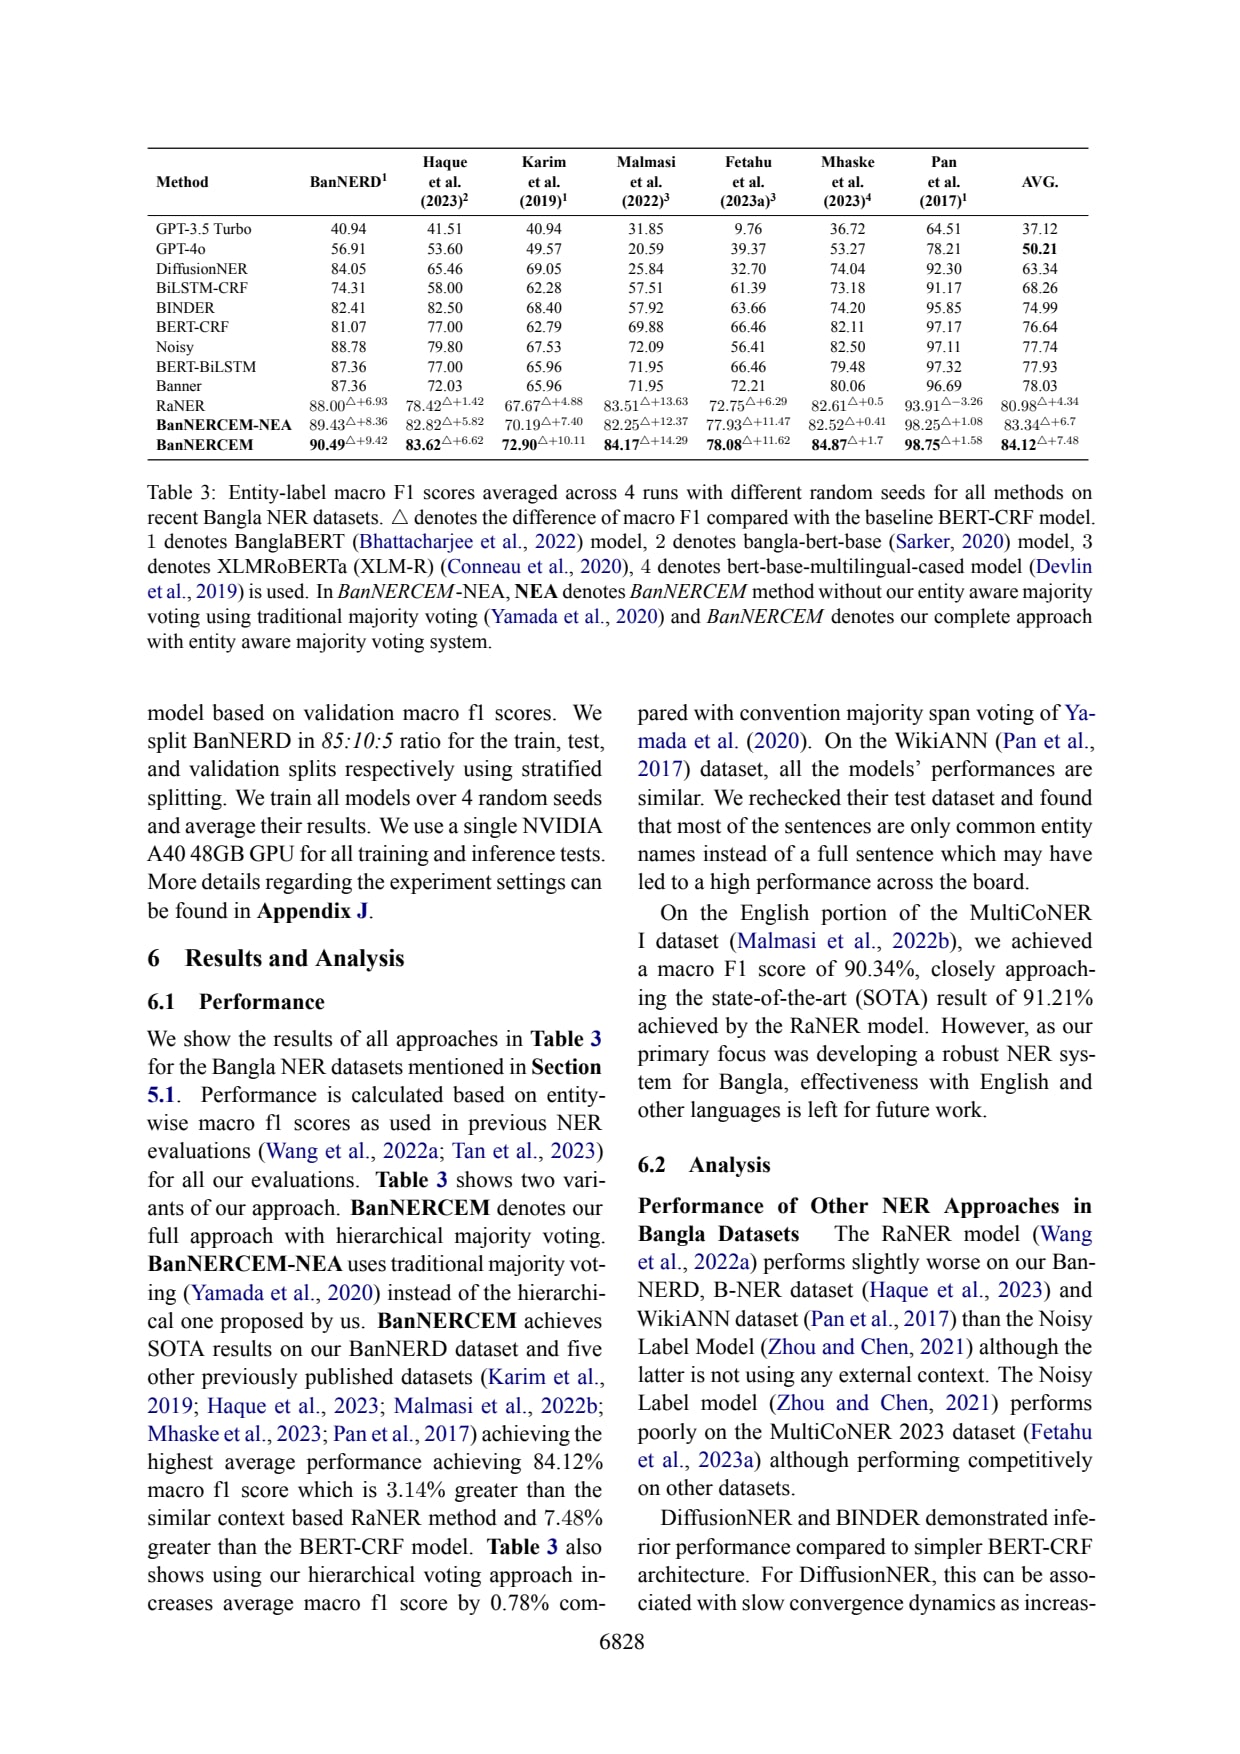 Method BanNERD1 Haque et al. (2023)2 Karim et al. (2019)1 Malmasi et al. (2022)3 Fetahu et al. (2023a)3 Mhaske et al. (2023)4 Pan et al. (2017)1 AVG.
GPT-3.5 Turbo 40.94 41.51 40.94 31.85 9.76 36.72 64.51 37.12
GPT-4o 56.91 53.60 49.57 20.59 39.37 53.27 78.21 50.21
DiffusionNER 84.05 65.46 69.05 25.84 32.70 74.04 92.30 63.34
BiLSTM-CRF 74.31 58.00 62.28 57.51 61.39 73.18 91.17 68.26
BINDER 82.41 82.50 68.40 57.92 63.66 74.20 95.85 74.99
BERT-CRF 81.07 77.00 62.79 69.88 66.46 82.11 97.17 76.64
Noisy 88.78 79.80 67.53 72.09 56.41 82.50 97.11 77.74
BERT-BiLSTM 87.36 77.00 65.96 71.95 66.46 79.48 97.32 77.93
Banner 87.36 72.03 65.96 71.95 72.21 80.06 96.69 78.03
RaNER 88.00△+6.93 78.42△+1.42 67.67△+4.88 83.51△+13.63 72.75△+6.29 82.61△+0.5 93.91△−3.26 80.98△+4.34
BanNERCEM-NEA 89.43△+8.36 82.82△+5.82 70.19△+7.40 82.25△+12.37 77.93△+11.47 82.52△+0.41 98.25△+1.08 83.34△+6.7
BanNERCEM 90.49△+9.42 83.62△+6.62 72.90△+10.11 84.17△+14.29 78.08△+11.62 84.87△+1.7 98.75△+1.58 84.12△+7.48
Table 3: Entity-label macro F1 scores averaged across 4 runs with different random seeds for all methods on
recent Bangla NER datasets. △ denotes the difference of macro F1 compared with the baseline BERT-CRF model.
1 denotes BanglaBERT (Bhattacharjee et al., 2022) model, 2 denotes bangla-bert-base (Sarker, 2020) model, 3
denotes XLMRoBERTa (XLM-R) (Conneau et al., 2020), 4 denotes bert-base-multilingual-cased model (Devlin
et al., 2019) is used. In BanNERCEM-NEA, NEA denotes BanNERCEM method without our entity aware majority
voting using traditional majority voting (Yamada et al., 2020) and BanNERCEM denotes our complete approach
with entity aware majority voting system.
model based on validation macro f1 scores. We
split BanNERD in 85:10:5 ratio for the train, test,
and validation splits respectively using stratified
splitting. We train all models over 4 random seeds
and average their results. We use a single NVIDIA
A40 48GB GPU for all training and inference tests.
More details regarding the experiment settings can
be found in Appendix J.
6 Results and Analysis
6.1 Performance
We show the results of all approaches in Table 3
for the Bangla NER datasets mentioned in Section
5.1. Performance is calculated based on entity-
wise macro f1 scores as used in previous NER
evaluations (Wang et al., 2022a; Tan et al., 2023)
for all our evaluations. Table 3 shows two vari-
ants of our approach. BanNERCEM denotes our
full approach with hierarchical majority voting.
BanNERCEM-NEA uses traditional majority vot-
ing (Yamada et al., 2020) instead of the hierarchi-
cal one proposed by us. BanNERCEM achieves
SOTA results on our BanNERD dataset and five
other previously published datasets (Karim et al.,
2019; Haque et al., 2023; Malmasi et al., 2022b;
Mhaske et al., 2023; Pan et al., 2017) achieving the
highest average performance achieving 84.12%
macro f1 score which is 3.14% greater than the
similar context based RaNER method and 7.48%
greater than the BERT-CRF model. Table 3 also
shows using our hierarchical voting approach in-
creases average macro f1 score by 0.78% com-
pared with convention majority span voting of Ya-
mada et al. (2020). On the WikiANN (Pan et al.,
2017) dataset, all the models' performances are
similar. We rechecked their test dataset and found
that most of the sentences are only common entity
names instead of a full sentence which may have
led to a high performance across the board.
On the English portion of the MultiCoNER
I dataset (Malmasi et al., 2022b), we achieved
a macro F1 score of 90.34%, closely approach-
ing the state-of-the-art (SOTA) result of 91.21%
achieved by the RaNER model. However, as our
primary focus was developing a robust NER sys-
tem for Bangla, effectiveness with English and
other languages is left for future work.
6.2 Analysis
Performance of Other NER Approaches in
Bangla Datasets The RaNER model (Wang
et al., 2022a) performs slightly worse on our Ban-
NERD, B-NER dataset (Haque et al., 2023) and
WikiANN dataset (Pan et al., 2017) than the Noisy
Label Model (Zhou and Chen, 2021) although the
latter is not using any external context. The Noisy
Label model (Zhou and Chen, 2021) performs
poorly on the MultiCoNER 2023 dataset (Fetahu
et al., 2023a) although performing competitively
on other datasets.
DiffusionNER and BINDER demonstrated infe-
rior performance compared to simpler BERT-CRF
architecture. For DiffusionNER, this can be asso-
ciated with slow convergence dynamics as increas-
6828